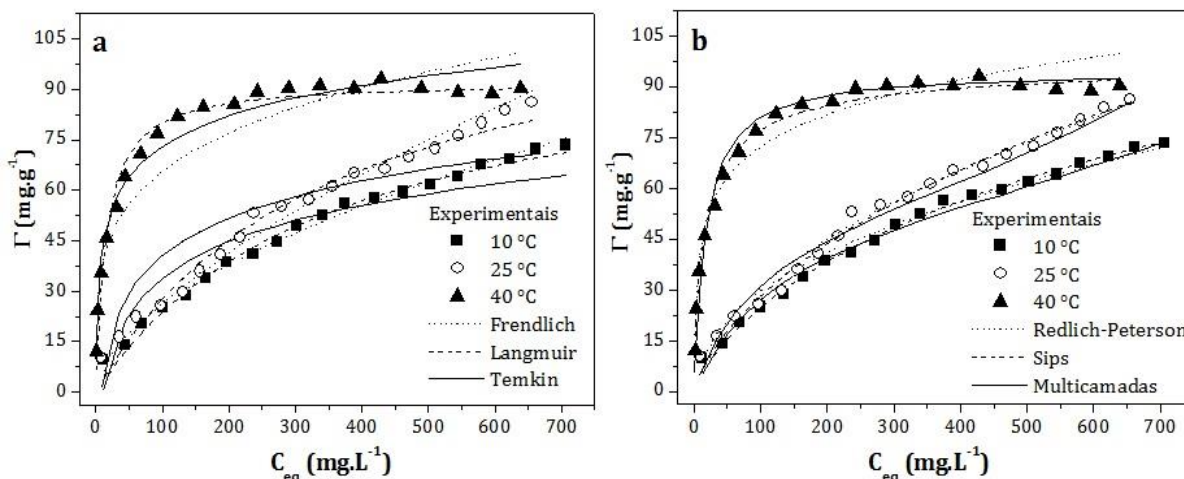 a
Γ (mg.g⁻¹)
105
90
75
60
45
30
15
0
Experimentais
10 °C
25 °C
40 °C
Frendlich
Langmuir
Temkin
0 100 200 300 400 500 600 700
C_eq (mg.L⁻¹)
b
Γ (mg.g⁻¹)
105
90
75
60
45
30
15
0
Experimentais
10 °C
25 °C
40 °C
Redlich-Peterson
Sips
Multicamadas
0 100 200 300 400 500 600 700
C_eq (mg.L⁻¹)